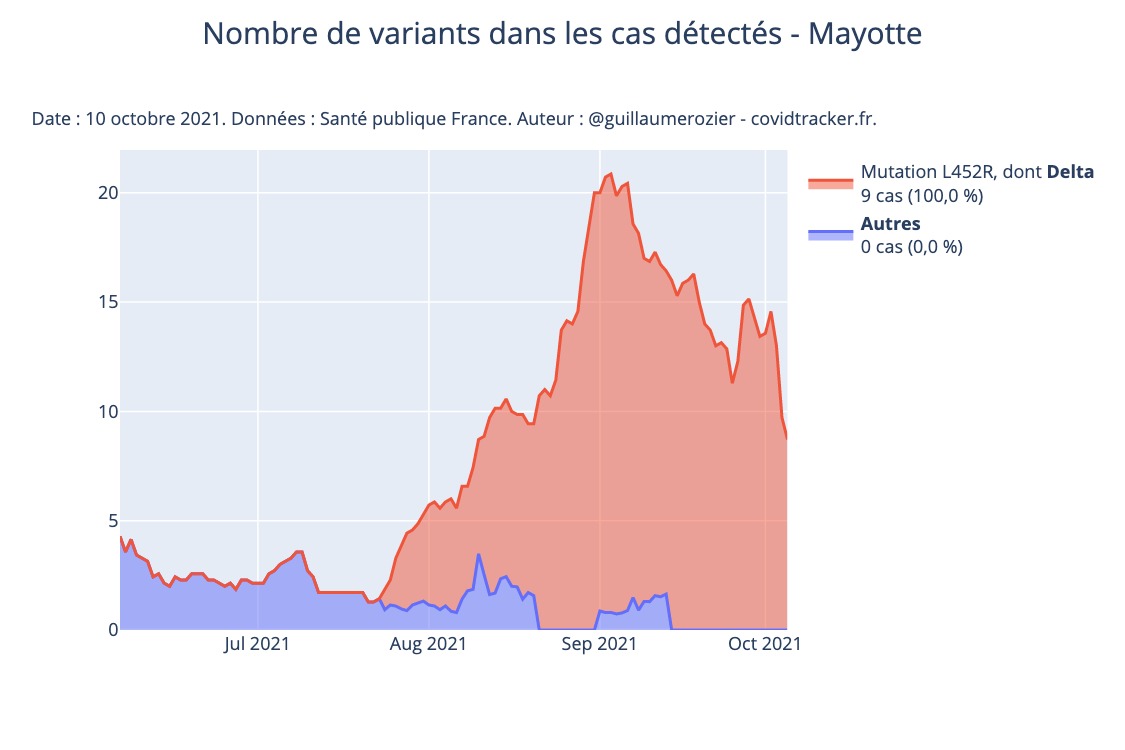 Nombre de variants dans les cas détectés - Mayotte
Date : 10 octobre 2021. Données : Santé publique France. Auteur : @guillaumerozier - covidtracker.fr.
Mutation L452R, dont Delta
9 cas (100,0 %)
Autres
0 cas (0,0 %)
20
15
10
5
0
Jul 2021
Aug 2021
Sep 2021
Oct 2021